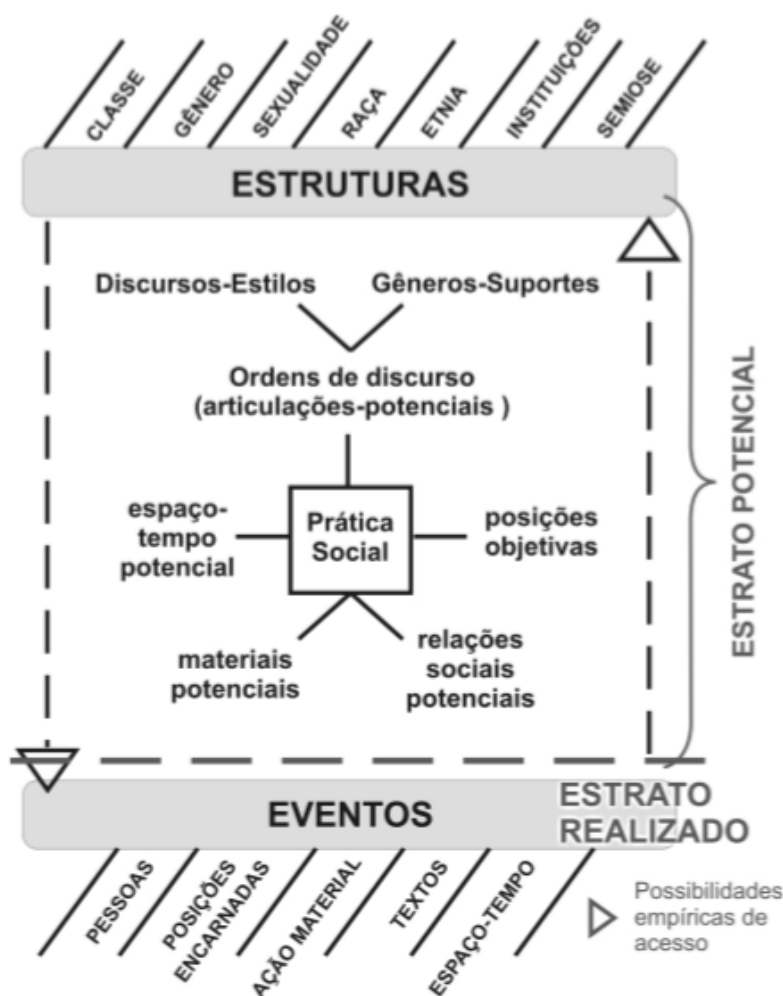 CLASSE
GÊNERO
SEXUALIDADE
RAÇA
ETNIA
INSTITUIÇÕES
SEMIOSE
ESTRUTURAS
Discursos-Estilos
Gêneros-Suportes
Ordens de discurso
(articulações-potenciais )
espaço-
tempo
potencial
Prática
Social
posições
objetivas
materiais
potenciais
relações
sociais
potenciais
ESTRATO POTENCIAL
EVENTOS
ESTRATO
REALIZADO
PESSOAS
POSIÇÕES
ENCARNADAS
AÇÃO MATERIAL
TEXTOS
ESPAÇO-TEMPO
Possibilidades
empíricas de
acesso